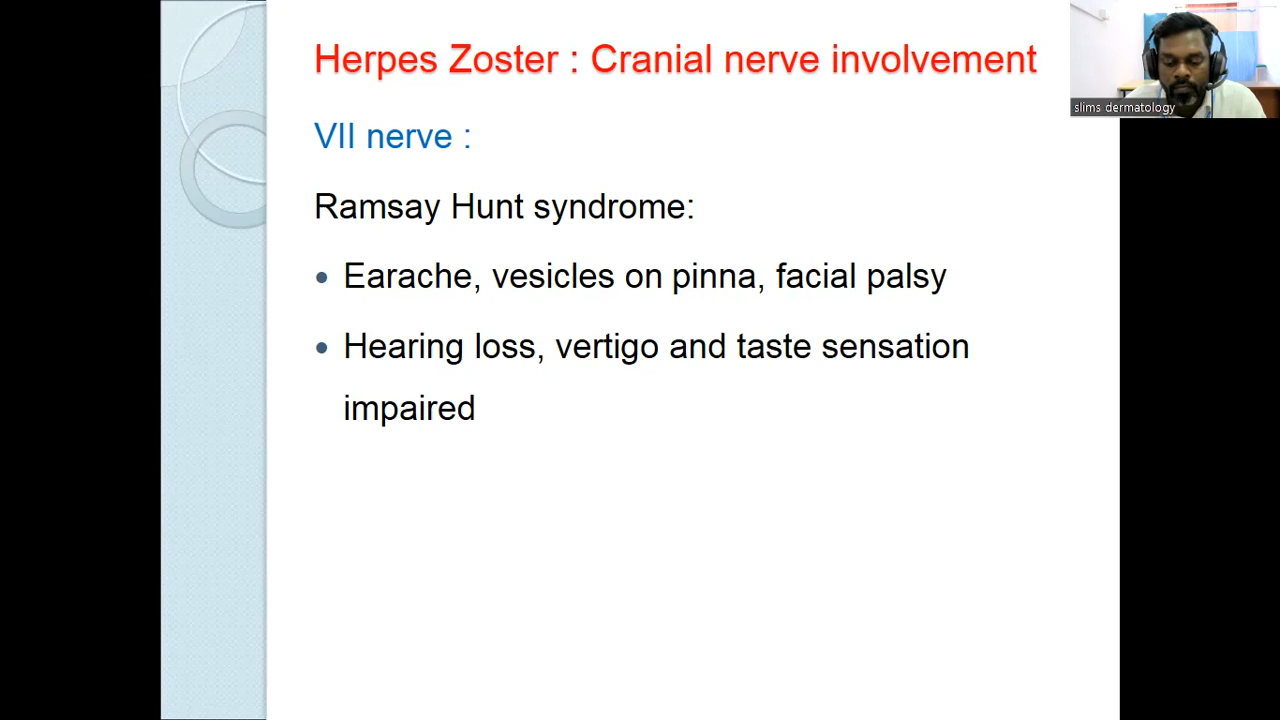 Herpes Zoster : Cranial nerve involvement
slims dermatology
VII nerve :
Ramsay Hunt syndrome:
• Earache, vesicles on pinna, facial palsy
• Hearing loss, vertigo and taste sensation
impaired